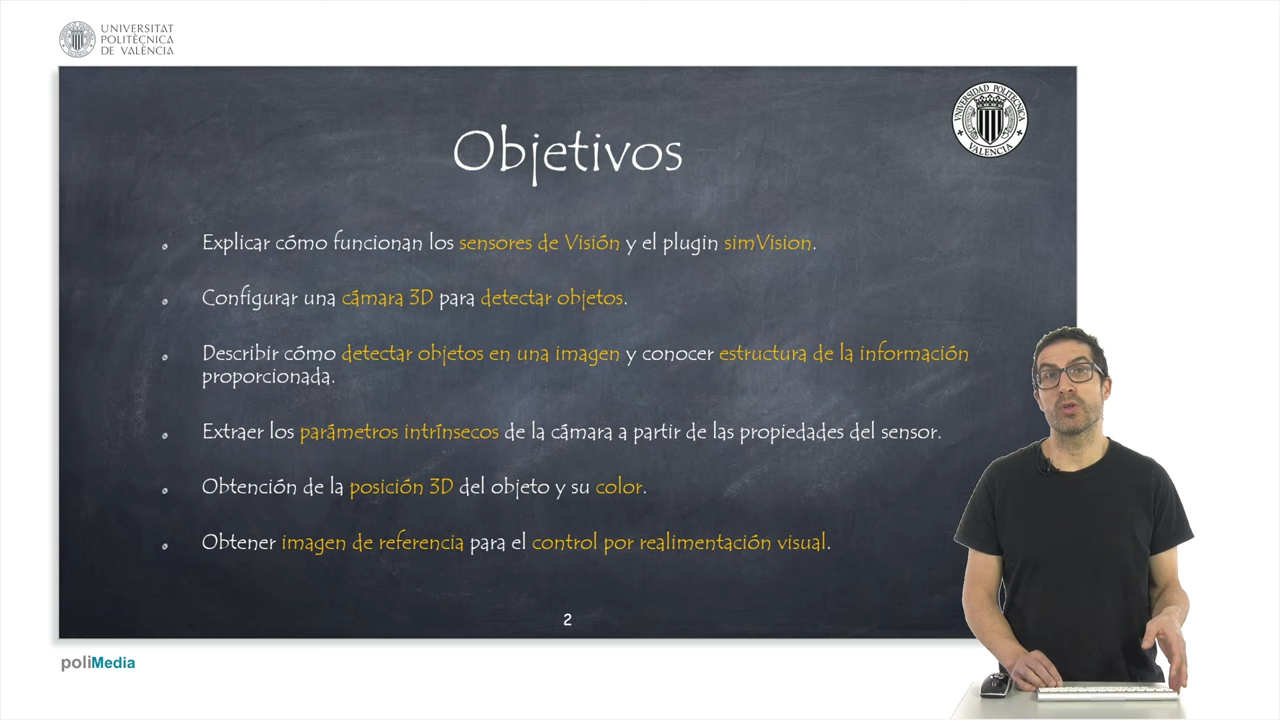 UNIVERSITAT
POLITÈCNICA
DE VALÈNCIA
UNIVERSIDAD POLITECNICA
VALENCIA
Objetivos
Explicar cómo funcionan los sensores de Visión y el plugin simVision.
Configurar una cámara 3D para detectar objetos.
Describir cómo detectar objetos en una imagen y conocer estructura de la información
proporcionada.
Extraer los parámetros intrínsecos de la cámara a partir de las propiedades del sensor.
Obtención de la posición 3D del objeto y su color.
Obtener imagen de referencia para el control por realimentación visual.
2
poliMedia